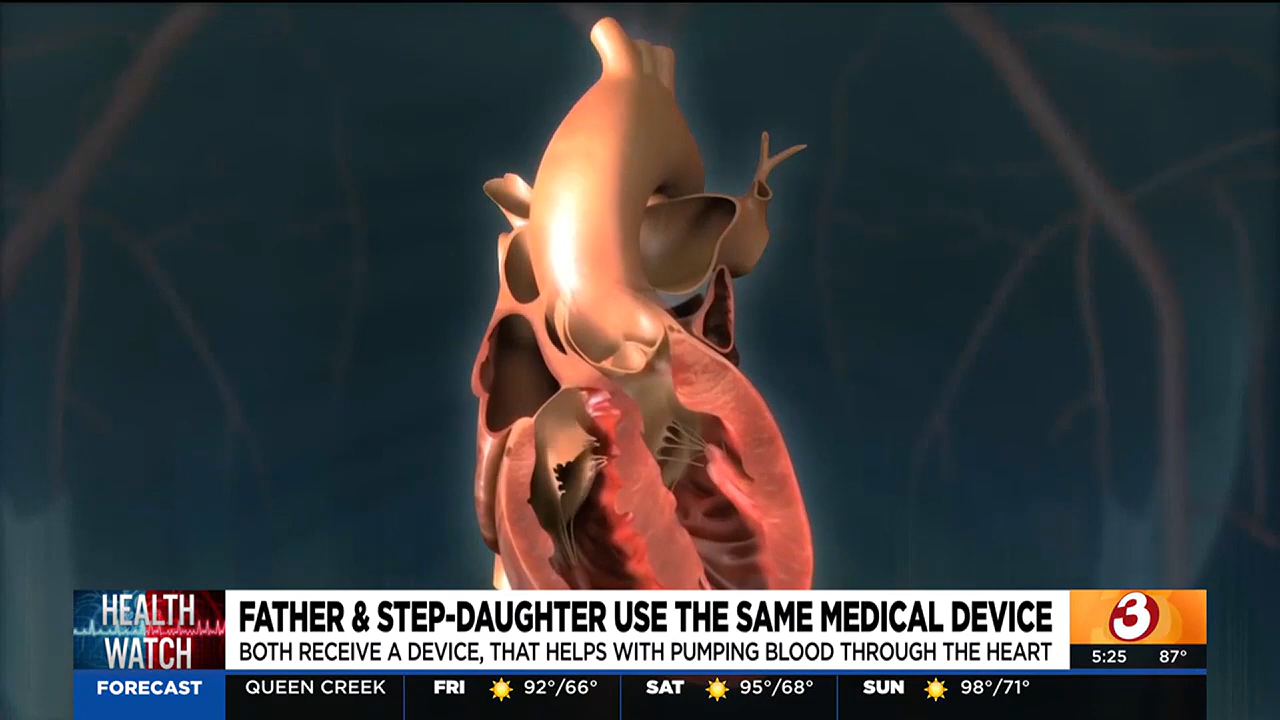 HEALTH
WATCH
FATHER & STEP-DAUGHTER USE THE SAME MEDICAL DEVICE
BOTH RECEIVE A DEVICE, THAT HELPS WITH PUMPING BLOOD THROUGH THE HEART
3
5:25 87°
FORECAST QUEEN CREEK FRI 92°/66° SAT 95°/68° SUN 98°/71°